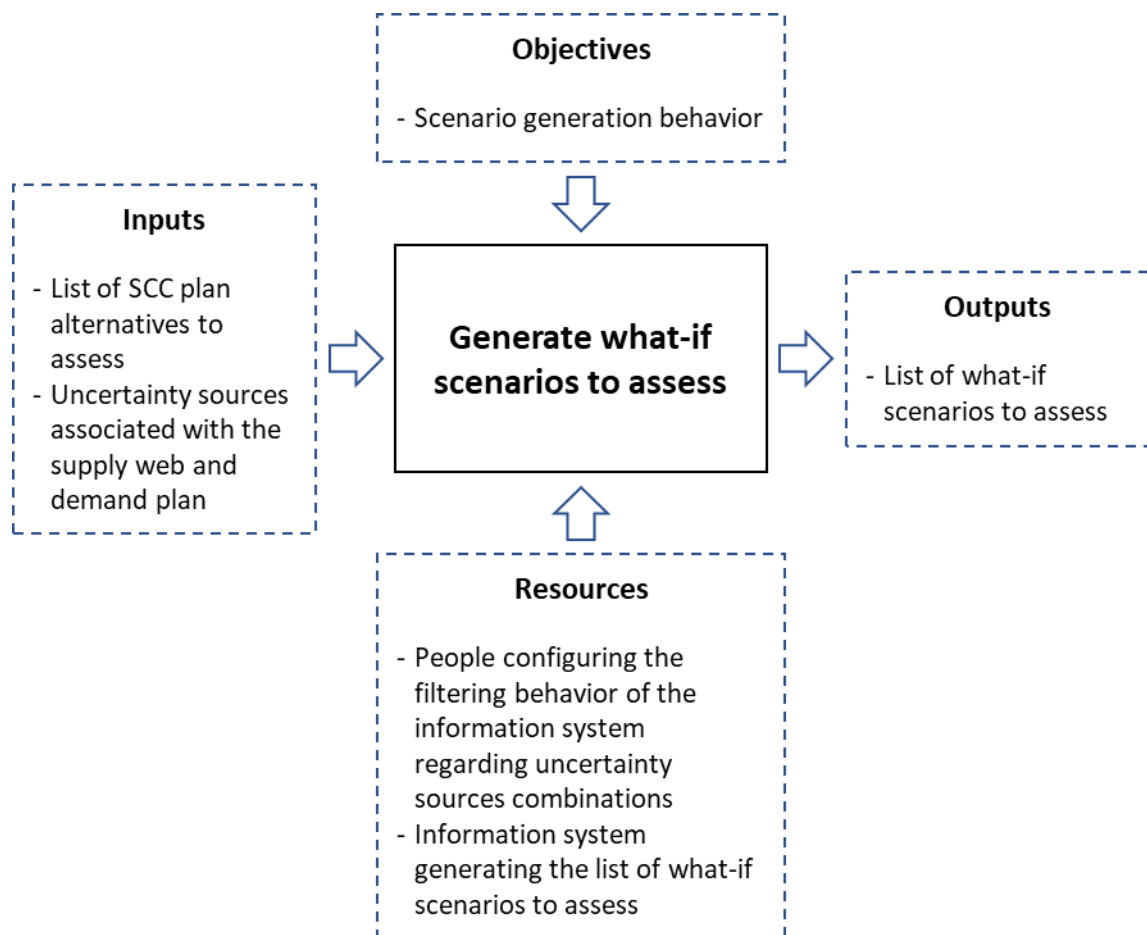 Objectives
- Scenario generation behavior
Inputs
- List of SCC plan
alternatives to
assess
- Uncertainty sources
associated with the
supply web and
demand plan
Generate what-if
scenarios to assess
Outputs
- List of what-if
scenarios to assess
Resources
- People configuring the
filtering behavior of the
information system
regarding uncertainty
sources combinations
- Information system
generating the list of what-if
scenarios to assess